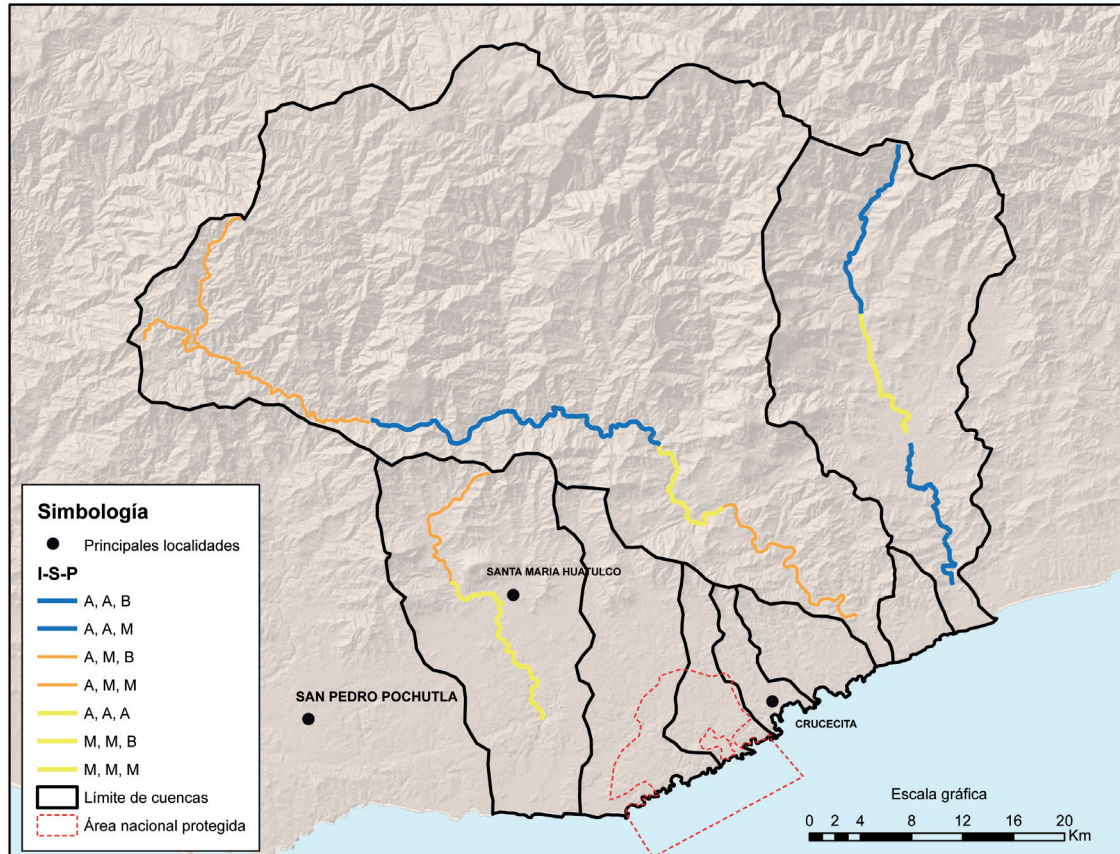 SANTA MARIA HUATULCO
SAN PEDRO POCHUTLA
CRUCECITA
Simbología
Principales localidades
I-S-P
A, A, B
A, A, M
A, M, B
A, M, M
A, A, A
M, M, B
M, M, M
Límite de cuencas
Área nacional protegida
Escala gráfica
0 2 4 8 12 16 20
Km